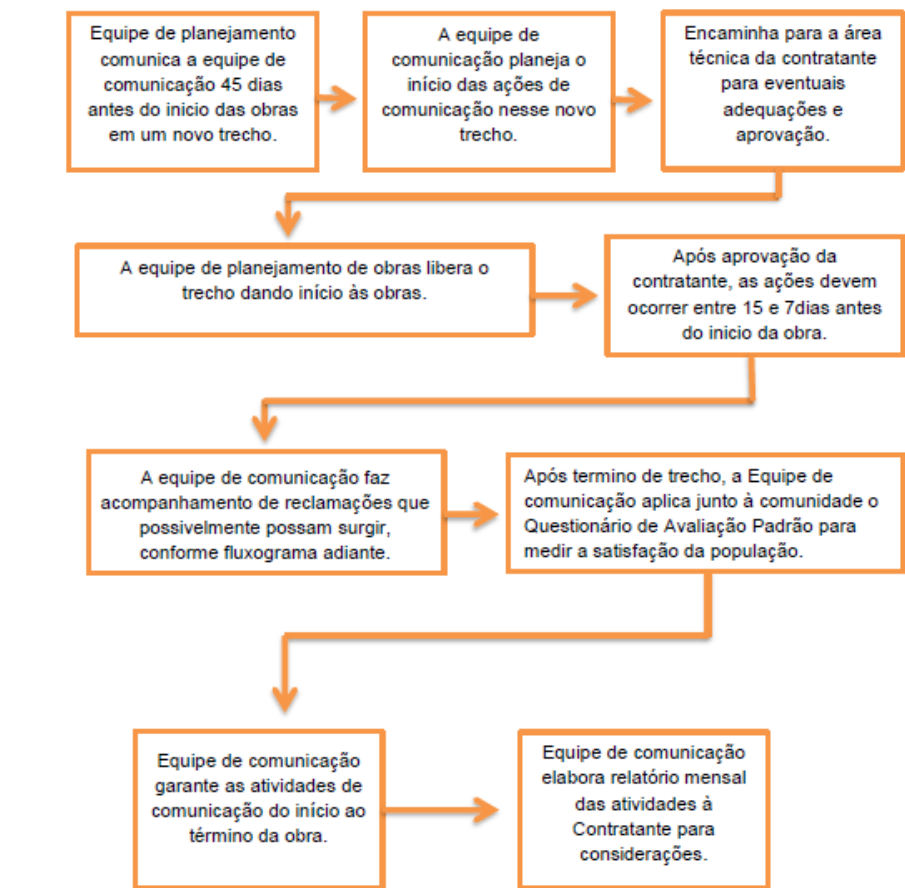 Equipe de planejamento
comunica a equipe de
comunicação 45 dias
antes do inicio das obras
em um novo trecho.
A equipe de
comunicação planeja o
início das ações de
comunicação nesse novo
trecho.
Encaminha para a área
técnica da contratante
para eventuais
adequações e
aprovação.
A equipe de planejamento de obras libera o
trecho dando início às obras.
Após aprovação da
contratante, as ações devem
ocorrer entre 15 e 7dias antes
do inicio da obra.
A equipe de comunicação faz
acompanhamento de reclamações que
possivelmente possam surgir,
conforme fluxograma adiante.
Após termino de trecho, a Equipe de
comunicação aplica junto à comunidade o
Questionário de Avaliação Padrão para
medir a satisfação da população.
Equipe de comunicação
garante as atividades de
comunicação do início ao
término da obra.
Equipe de comunicação
elabora relatório mensal
das atividades à
Contratante para
considerações.